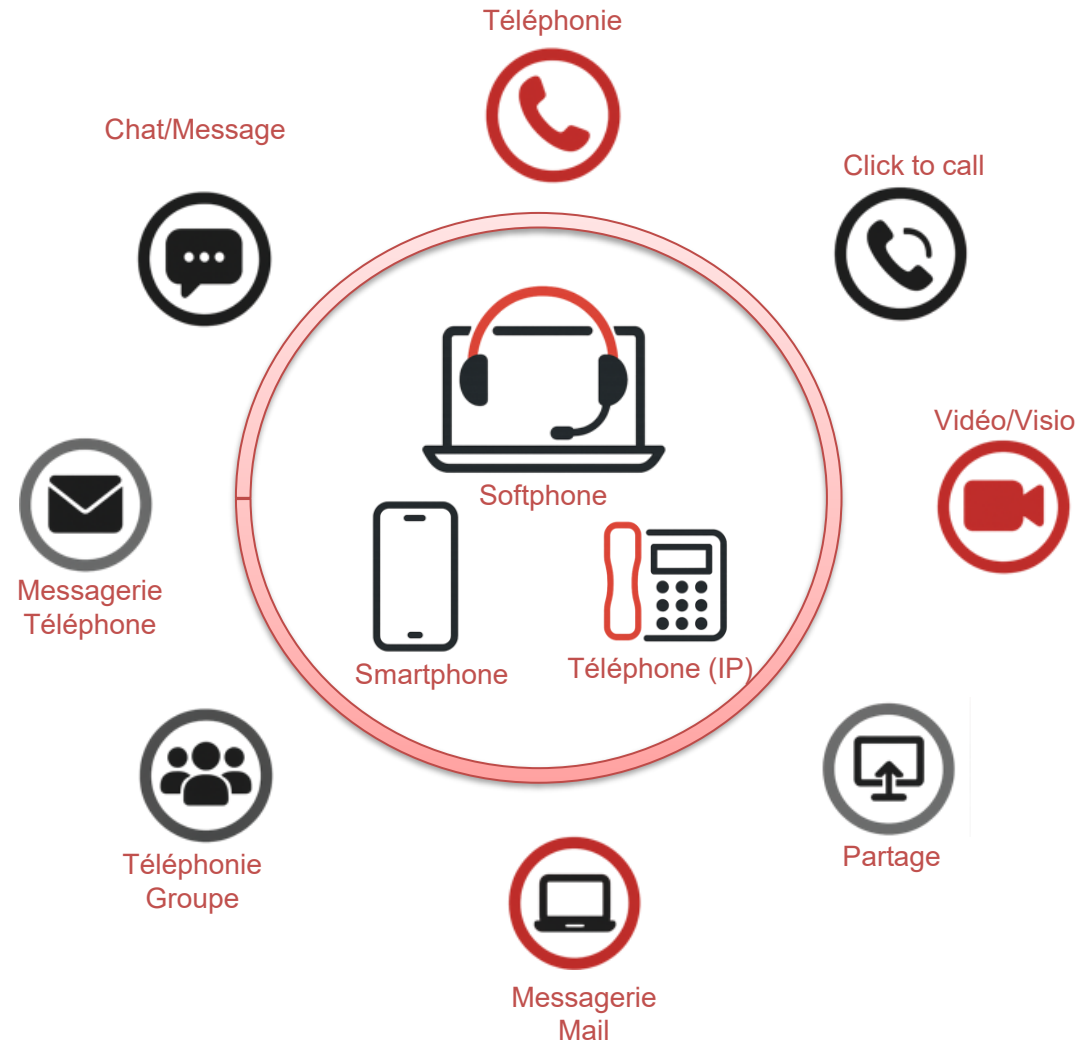 Téléphonie
Chat/Message
Click to call
Vidéo/Visio
Softphone
Messagerie
Téléphone
Smartphone
Téléphone (IP)
Téléphonie
Groupe
Partage
Messagerie
Mail